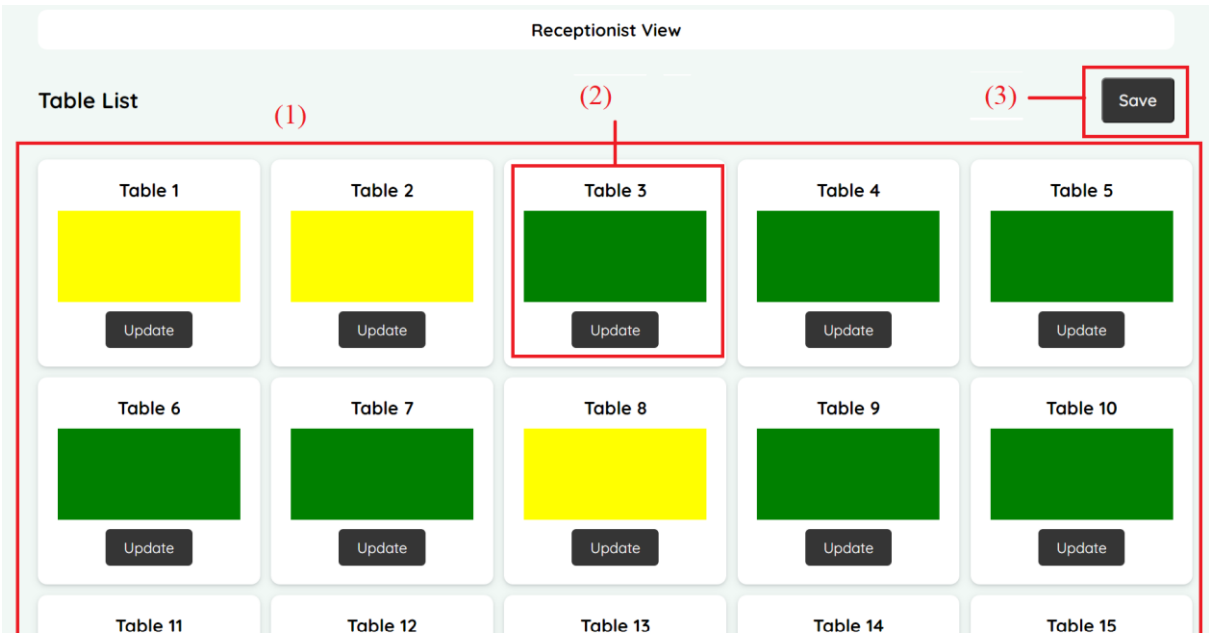 Receptionist View
Table List
(1)
(2)
(3)
Save
Table 1
Table 2
Table 3
Table 4
Table 5
Update
Update
Update
Update
Update
Table 6
Table 7
Table 8
Table 9
Table 10
Update
Update
Update
Update
Update
Table 11
Table 12
Table 13
Table 14
Table 15